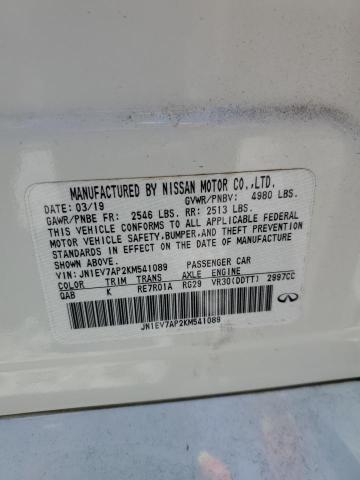 MANUFACTURED BY NISSAN MOTOR CO.,LTD.
DATE: 03/19 GVWR/PNBV: 4980 LBS.
GAWR/PNBE FR: 2546 LBS. RR: 2513 LBS.
THIS VEHICLE CONFORMS TO ALL APPLICABLE FEDERAL
MOTOR VEHICLE SAFETY, BUMPER, AND THEFT PREVENTION
STANDARDS IN EFFECT ON THE DATE OF MANUFACTURE
SHOWN ABOVE.
VIN: JN1EV7AP2KM541089 PASSENGER CAR
COLOR TRIM TRANS AXLE ENGINE
QAB K RE7R01A RG29 VR30(DDTT) 2997CC
JN1EV7AP2KM541089
INFINITI